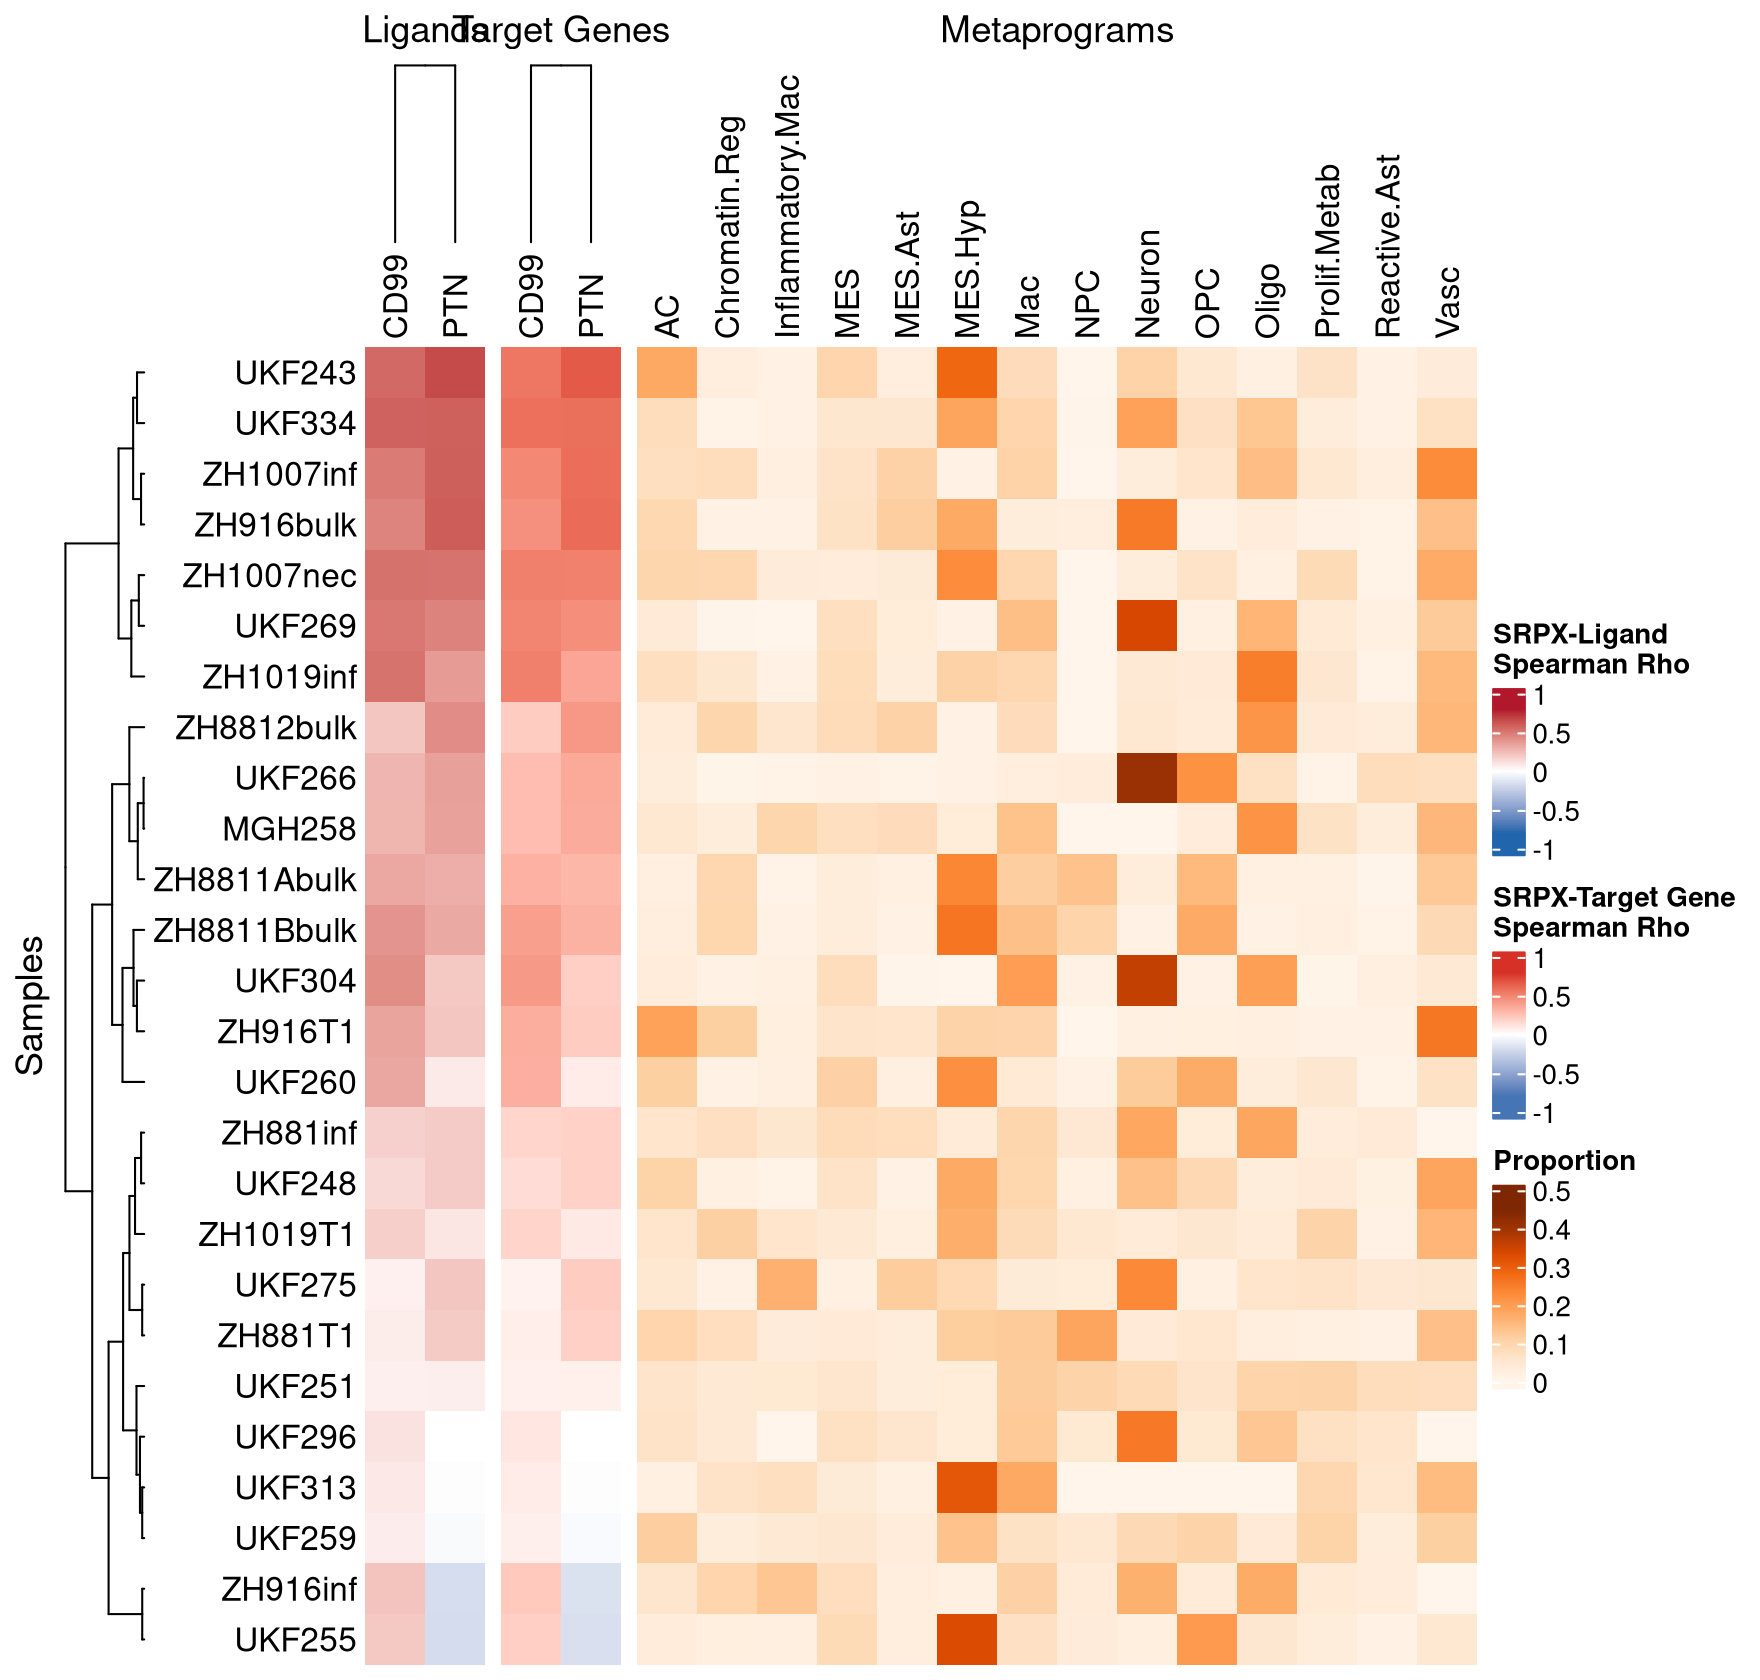 Ligands
Target Genes
Metaprograms
CD99
PTN
CD99
PTN
AC
Chromatin.Reg
Inflammatory.Mac
MES
MES.Ast
MES.Hyp
Mac
NPC
Neuron
OPC
Oligo
Prolif.Metab
Reactive.Ast
Vasc
Samples
UKF243
UKF334
ZH1007inf
ZH916bulk
ZH1007nec
UKF269
ZH1019inf
ZH8812bulk
UKF266
MGH258
ZH8811Abulk
ZH8811Bbulk
UKF304
ZH916T1
UKF260
ZH881inf
UKF248
ZH1019T1
UKF275
ZH881T1
UKF251
UKF296
UKF313
UKF259
ZH916inf
UKF255
SRPX-Ligand
Spearman Rho
1
0.5
0
-0.5
-1
SRPX-Target Gene
Spearman Rho
1
0.5
0
-0.5
-1
Proportion
0.5
0.4
0.3
0.2
0.1
0